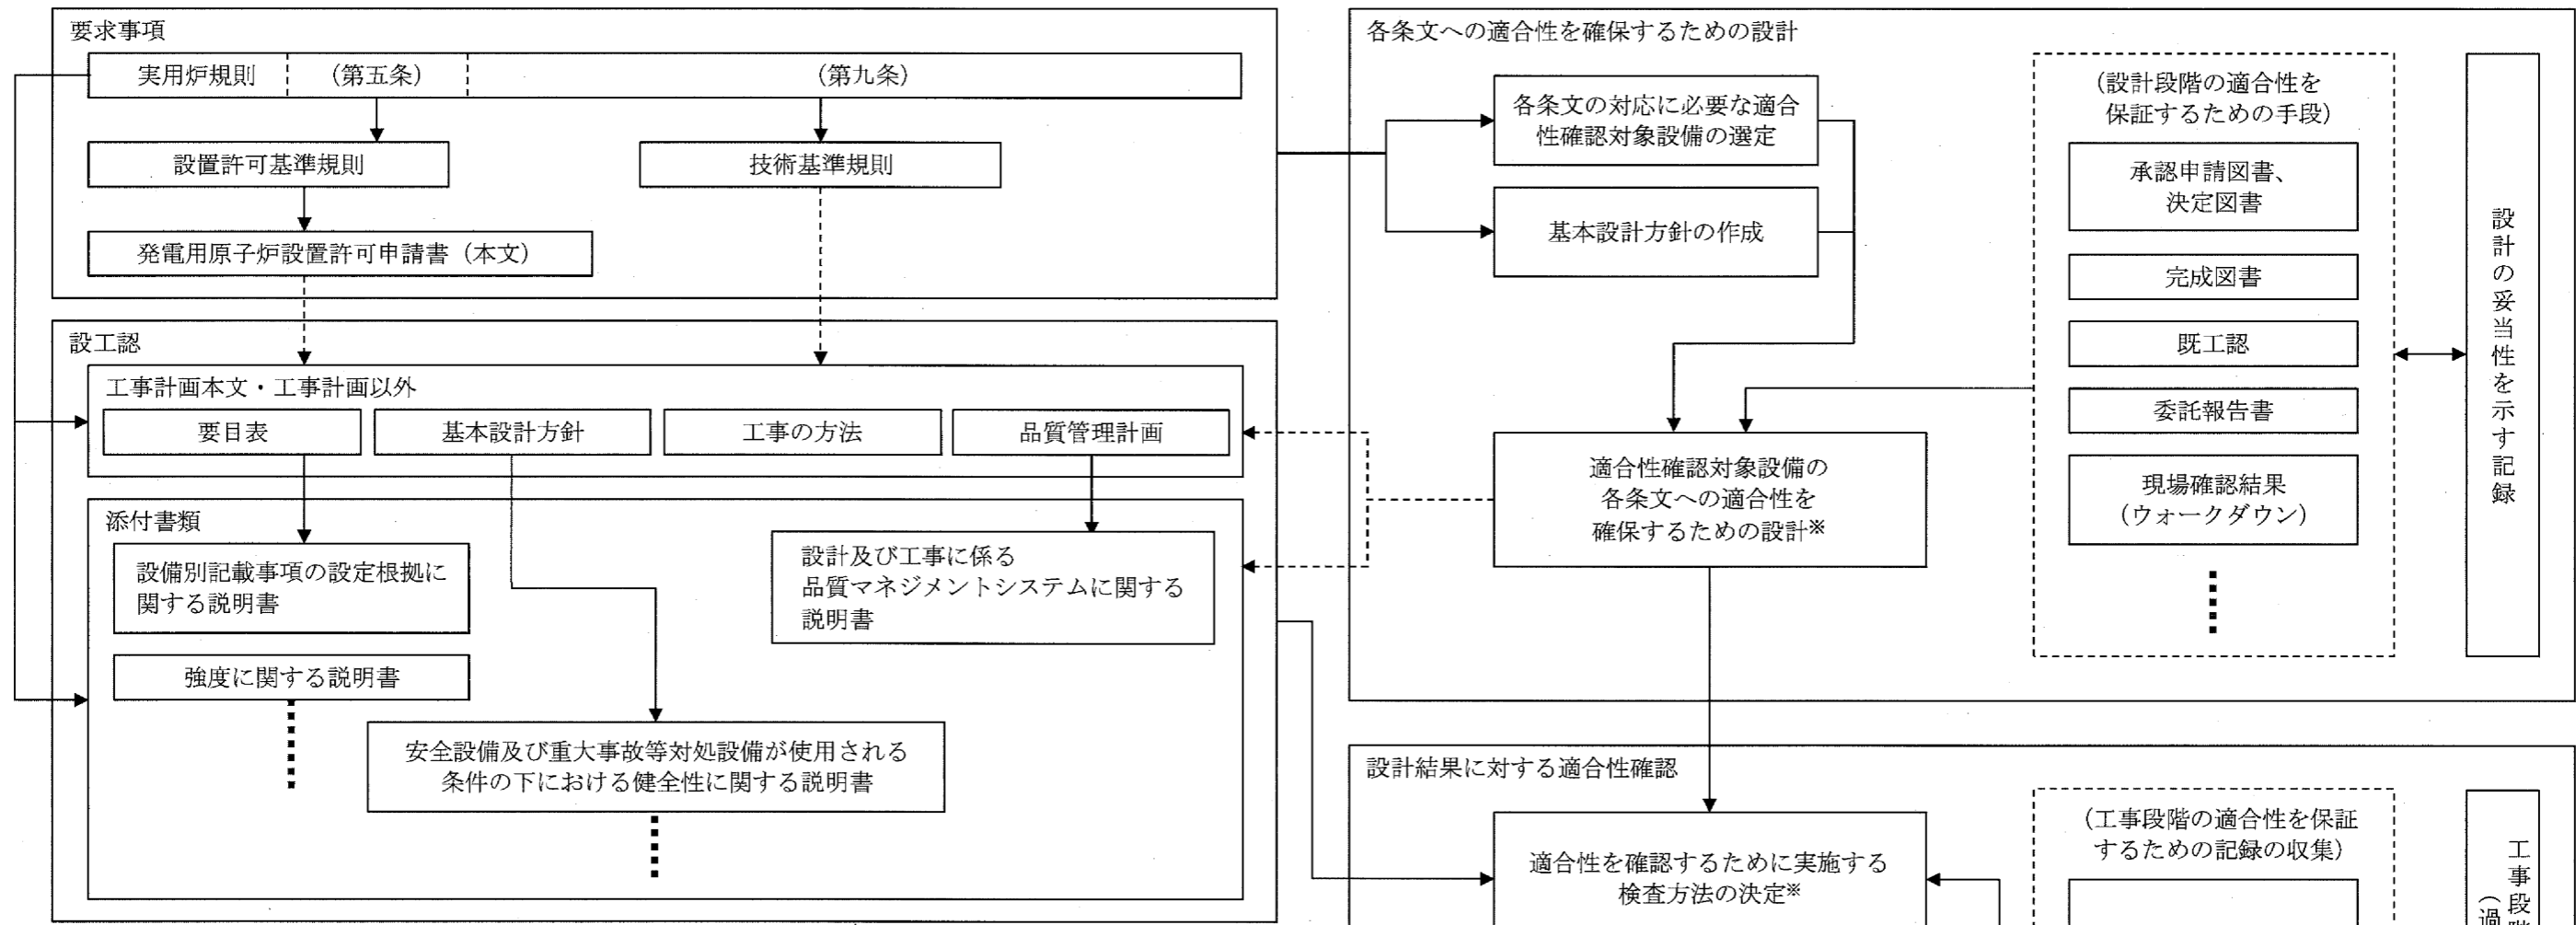 要求事項
実用炉規則
(第五条)
(第九条)
設置許可基準規則
技術基準規則
発電用原子炉設置許可申請書(本文)
設工認
工事計画本文・工事計画以外
要目表
基本設計方針
工事の方法
品質管理計画
添付書類
設備別記載事項の設定根拠に
関する説明書
強度に関する説明書
設計及び工事に係る
品質マネジメントシステムに関する
説明書
安全設備及び重大事故等対処設備が使用される
条件の下における健全性に関する説明書
各条文への適合性を確保するための設計
各条文の対応に必要な適合
性確認対象設備の選定
基本設計方針の作成
適合性確認対象設備の
各条文への適合性を
確保するための設計※
(設計段階の適合性を
保証するための手段)
承認申請図書、
決定図書
完成図書
既工認
委託報告書
現場確認結果
(ウォークダウン)
設計の妥当性を示す記録
設計結果に対する適合性確認
適合性を確認するために実施する
検査方法の決定※
(工事段階の適合性を保証
するための記録の収集)
工事段階
(過